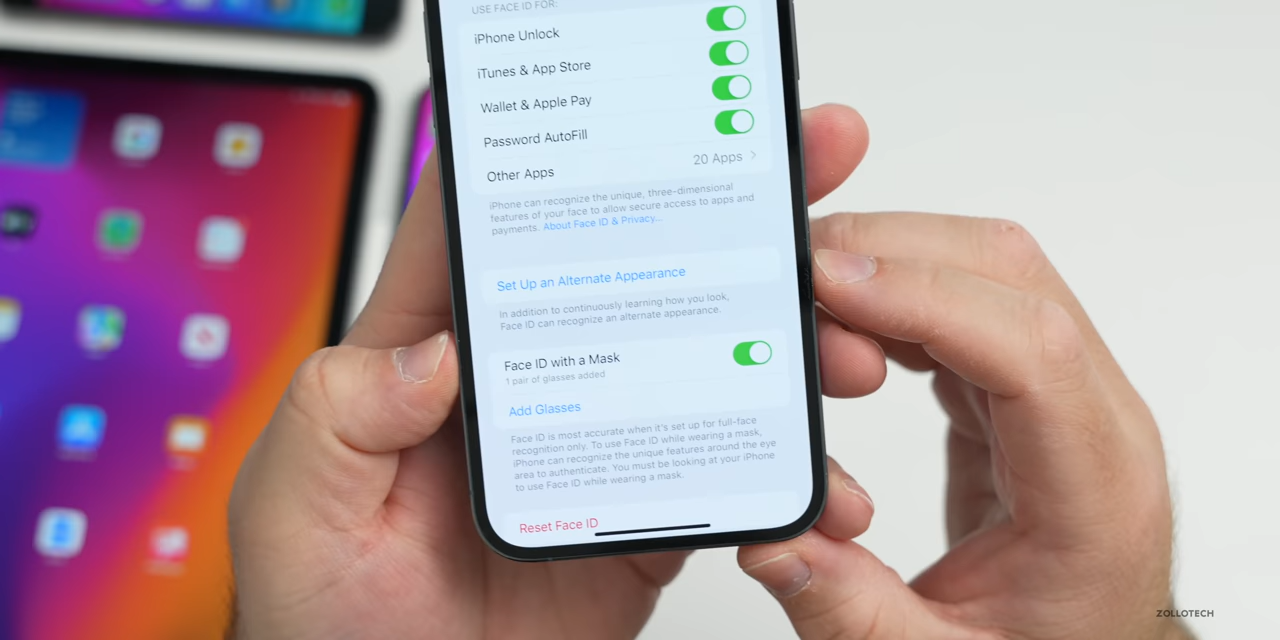 USE FACE ID FOR:
iPhone Unlock
iTunes & App Store
Wallet & Apple Pay
Password AutoFill
Other Apps 20 Apps
iPhone can recognize the unique, three-dimensional
features of your face to allow secure access to apps and
payments. About Face ID & Privacy...
Set Up an Alternate Appearance
In addition to continuously learning how you look,
Face ID can recognize an alternate appearance.
Face ID with a Mask
1 pair of glasses added
Add Glasses
Face ID is most accurate when it's set up for full-face
recognition only. To use Face ID while wearing a mask,
iPhone can recognize the unique features around the eye
area to authenticate. You must be looking at your iPhone
to use Face ID while wearing a mask.
Reset Face ID
ZOLLOTECH